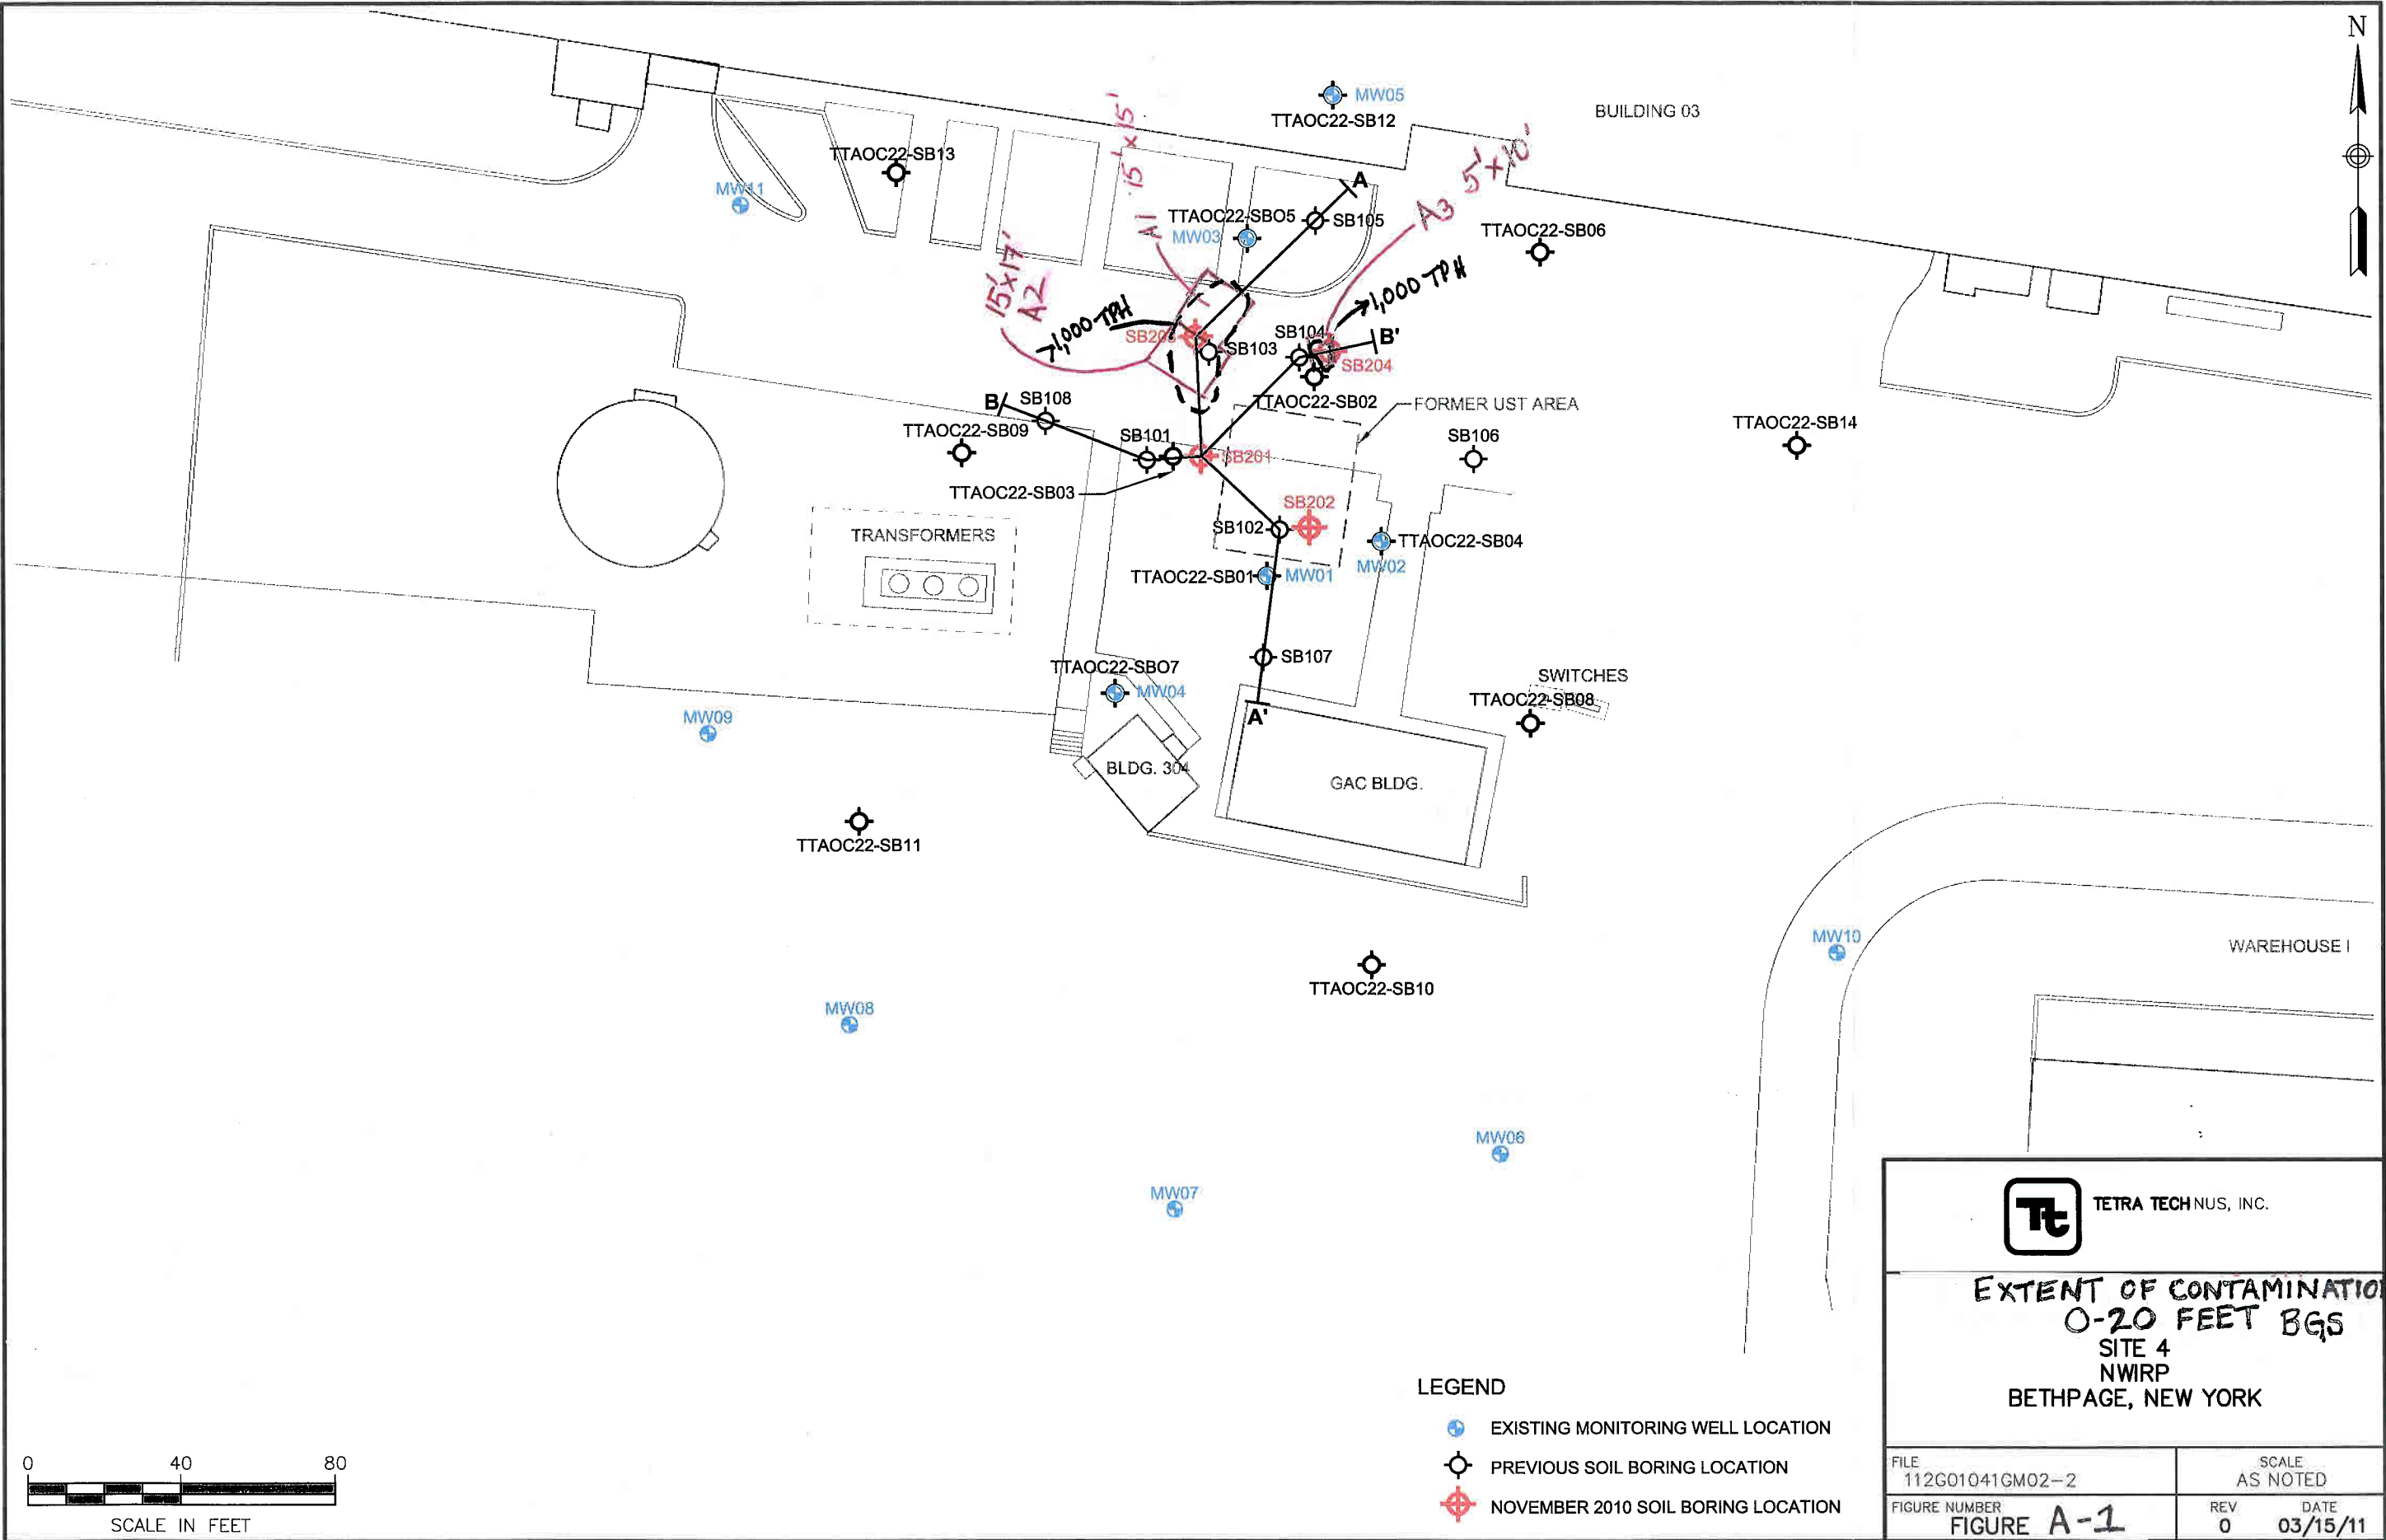 N
MW05
TTAOC22-SB12
BUILDING 03
TTAOC22-SB13
MW11
15'x15'
A1
A
TTAOC22-SBO5
SB105
MW03
A3 5'x10'
TTAOC22-SB06
15'x17'
A2
>1,000 TPH
>1,000 TPH
SB103
SB104
B'
SB204
TTAOC22-SB02
FORMER UST AREA
B
SB108
TTAOC22-SB09
SB101
SB201
SB106
TTAOC22-SB14
TTAOC22-SB03
SB202
SB102
TRANSFORMERS
TTAOC22-SB04
MW02
TTAOC22-SB01
MW01
SB107
TTAOC22-SBO7
MW04
SWITCHES
TTAOC22-SB08
A'
MW09
BLDG. 304
GAC BLDG.
TTAOC22-SB11
MW10
WAREHOUSE I
TTAOC22-SB10
MW08
MW06
MW07
Tt
TETRA TECH NUS, INC.
EXTENT OF CONTAMINATIO
0-20 FEET BGS
SITE 4
NWIRP
BETHPAGE, NEW YORK
FILE
112G01041GM02-2
SCALE
AS NOTED
FIGURE NUMBER
FIGURE A-1
REV
0
DATE
03/15/11
LEGEND
EXISTING MONITORING WELL LOCATION
PREVIOUS SOIL BORING LOCATION
NOVEMBER 2010 SOIL BORING LOCATION
0 40 80
SCALE IN FEET